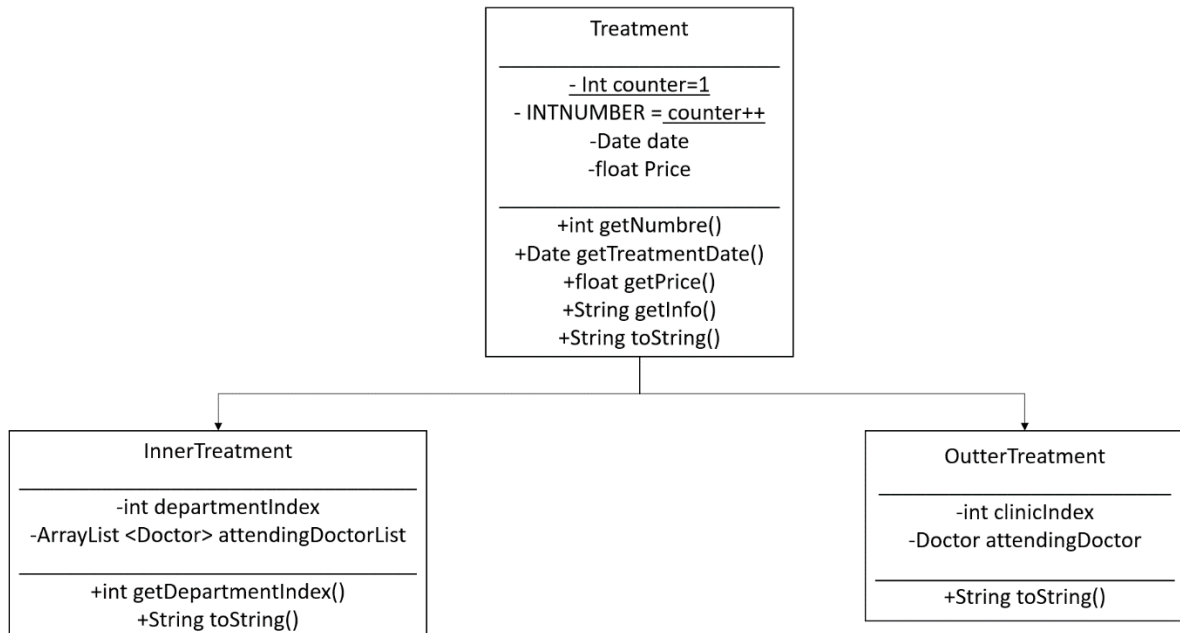 Treatment
- Int counter=1
- INTNUMBER = counter++
-Date date
-float Price
+int getNumbre()
+Date getTreatmentDate()
+float getPrice()
+String getInfo()
+String toString()
InnerTreatment
-int departmentIndex
-ArrayList <Doctor> attendingDoctorList
+int getDepartmentIndex()
+String toString()
OutterTreatment
-int clinicIndex
-Doctor attendingDoctor
+String toString()